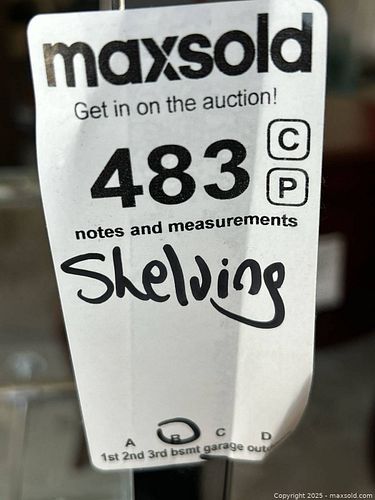 maxsold
Get in on the auction!
483
C
P
notes and measurements
Shelving
A B C D
1st 2nd 3rd bsmt garage
Copyright 2025 - maxsold.com